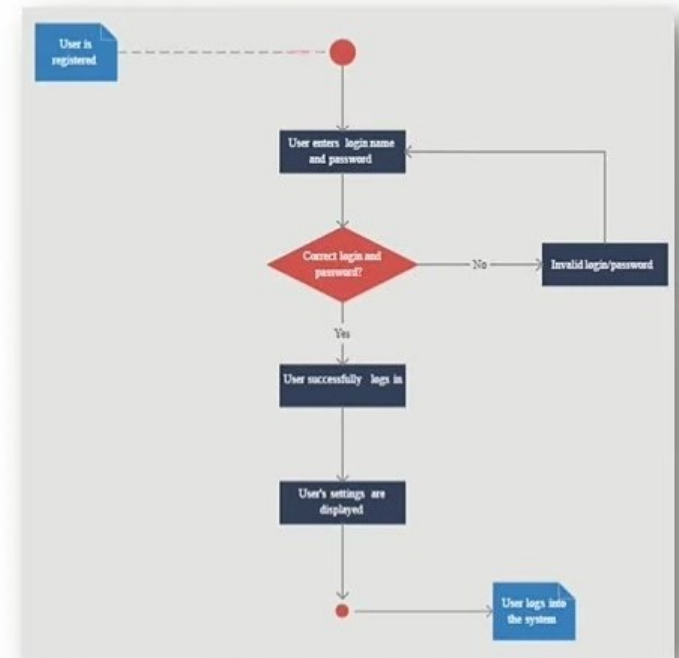 User is
registered
User enters login name
and password
Correct login and
password?
No
Invalid login/password
Yes
User successfully logs in
User's settings are
displayed
User logs into
the system